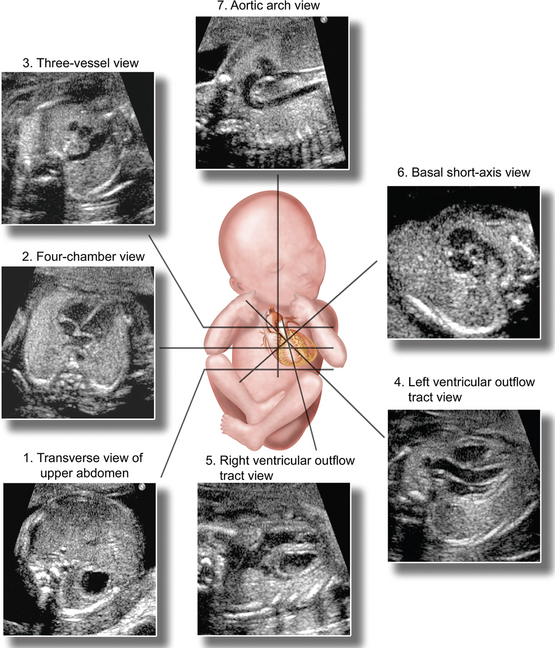 7. Aortic arch view
3. Three-vessel view
6. Basal short-axis view
2. Four-chamber view
4. Left ventricular outflow
tract view
1. Transverse view of
upper abdomen
5. Right ventricular outflow
tract view